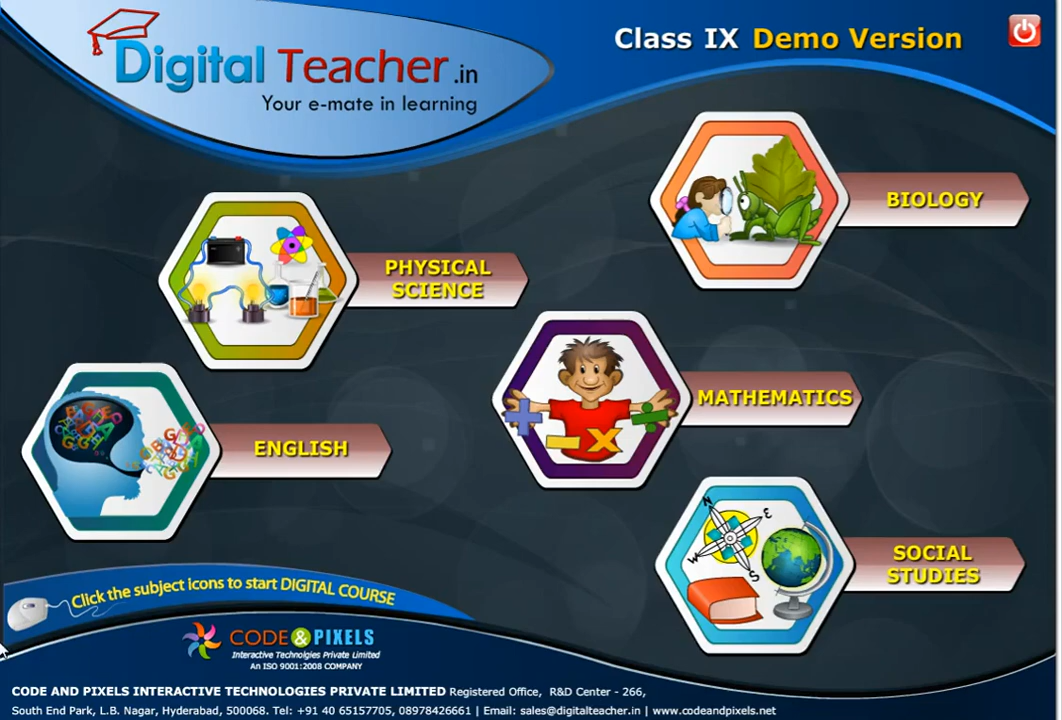 Digital Teacher.in
Your e-mate in learning
Class IX Demo Version
BIOLOGY
PHYSICAL
SCIENCE
MATHEMATICS
ENGLISH
N
E
W
S
SOCIAL
STUDIES
Click the subject icons to start DIGITAL COURSE
CODE & PIXELS
Interactive Technolgies Private Limited
An ISO 9001:2008 COMPANY
CODE AND PIXELS INTERACTIVE TECHNOLOGIES PRIVATE LIMITED Registered Office, R&D Center - 266,
South End Park, L.B. Nagar, Hyderabad, 500068. Tel: +91 40 65157705, 08978426661 | Email: sales@digitalteacher.in | www.codeandpixels.net